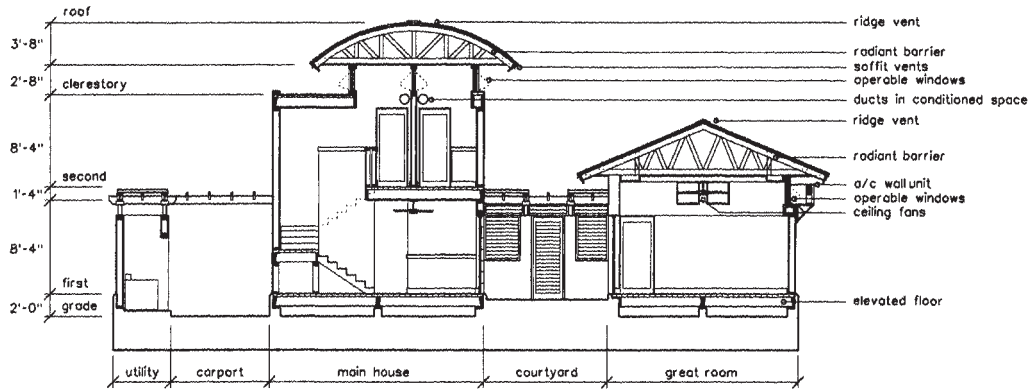 roof
3'-8"
2'-8"
clerestory
8'-4"
second
1'-4"
8'-4"
first
2'-0"
grade
ridge vent
radiant barrier
soffit vents
operable windows
ducts in conditioned space
ridge vent
radiant barrier
a/c wall unit
operable windows
ceiling fans
elevated floor
utility
carport
main house
courtyard
great room